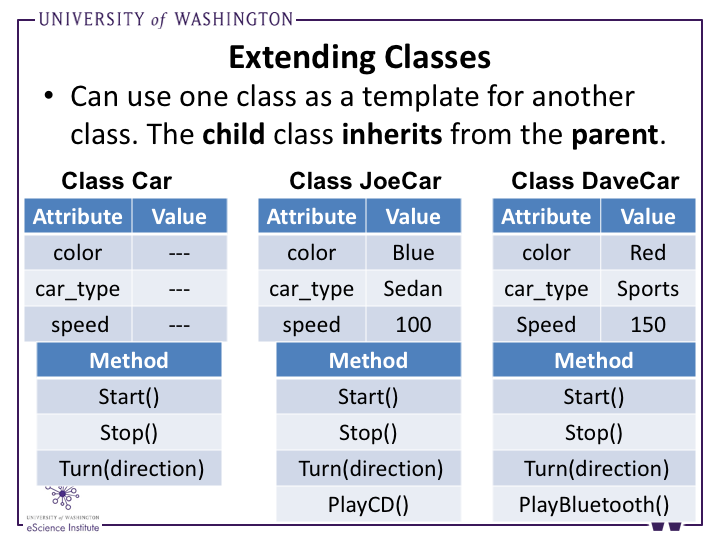 UNIVERSITY of WASHINGTON
Extending Classes
• Can use one class as a template for another
class. The child class inherits from the parent.
Class Car
Attribute Value
color ---
car_type ---
speed ---
Method
Start()
Stop()
Turn(direction)
Class JoeCar
Attribute Value
color Blue
car_type Sedan
speed 100
Method
Start()
Stop()
Turn(direction)
PlayCD()
Class DaveCar
Attribute Value
color Red
car_type Sports
Speed 150
Method
Start()
Stop()
Turn(direction)
PlayBluetooth()
UNIVERSITY of WASHINGTON
eScience Institute
W